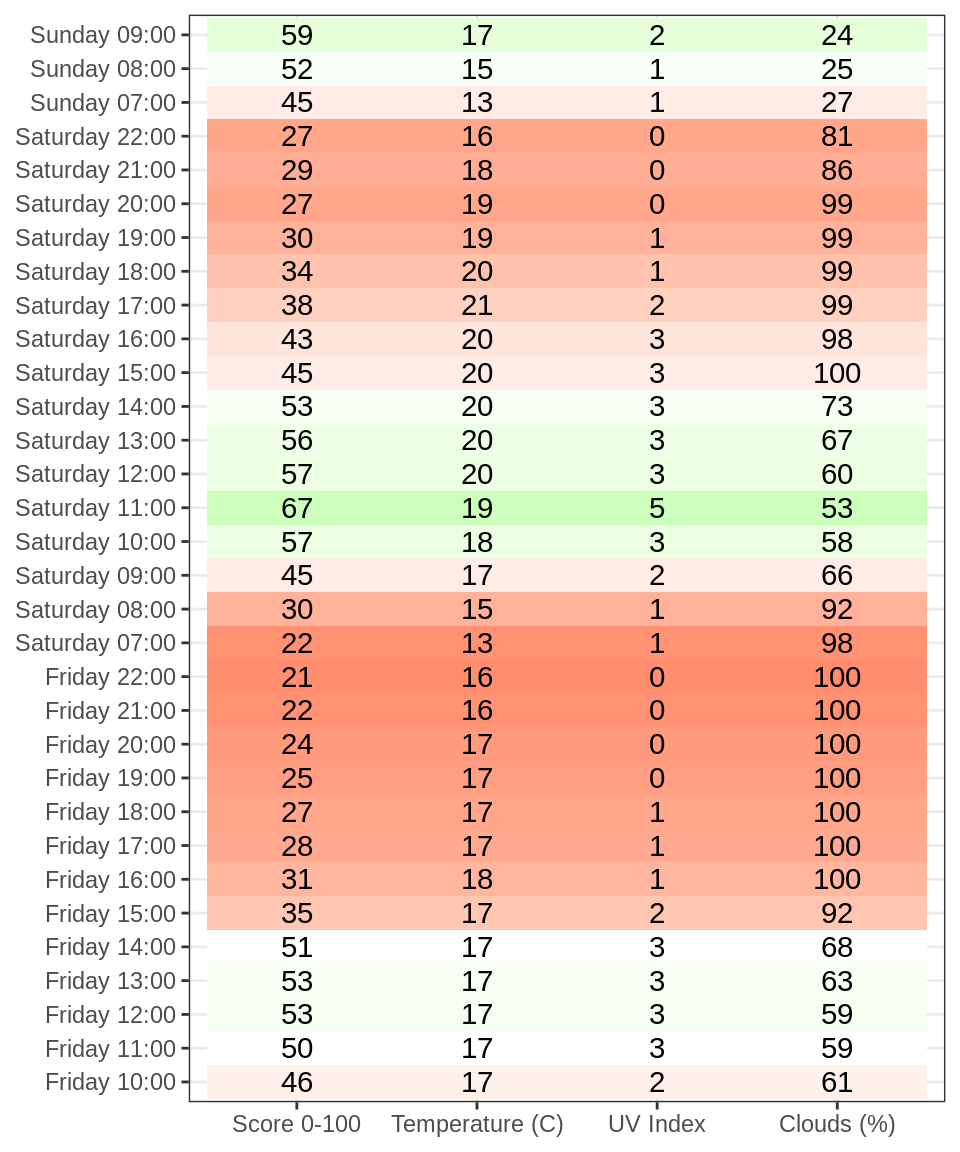 Sunday 09:00 59 17 2 24
Sunday 08:00 52 15 1 25
Sunday 07:00 45 13 1 27
Saturday 22:00 27 16 0 81
Saturday 21:00 29 18 0 86
Saturday 20:00 27 19 0 99
Saturday 19:00 30 19 1 99
Saturday 18:00 34 20 1 99
Saturday 17:00 38 21 2 99
Saturday 16:00 43 20 3 98
Saturday 15:00 45 20 3 100
Saturday 14:00 53 20 3 73
Saturday 13:00 56 20 3 67
Saturday 12:00 57 20 3 60
Saturday 11:00 67 19 5 53
Saturday 10:00 57 18 3 58
Saturday 09:00 45 17 2 66
Saturday 08:00 30 15 1 92
Saturday 07:00 22 13 1 98
Friday 22:00 21 16 0 100
Friday 21:00 22 16 0 100
Friday 20:00 24 17 0 100
Friday 19:00 25 17 0 100
Friday 18:00 27 17 1 100
Friday 17:00 28 17 1 100
Friday 16:00 31 18 1 100
Friday 15:00 35 17 2 92
Friday 14:00 51 17 3 68
Friday 13:00 53 17 3 63
Friday 12:00 53 17 3 59
Friday 11:00 50 17 3 59
Friday 10:00 46 17 2 61
Score 0-100 Temperature (C) UV Index Clouds (%)